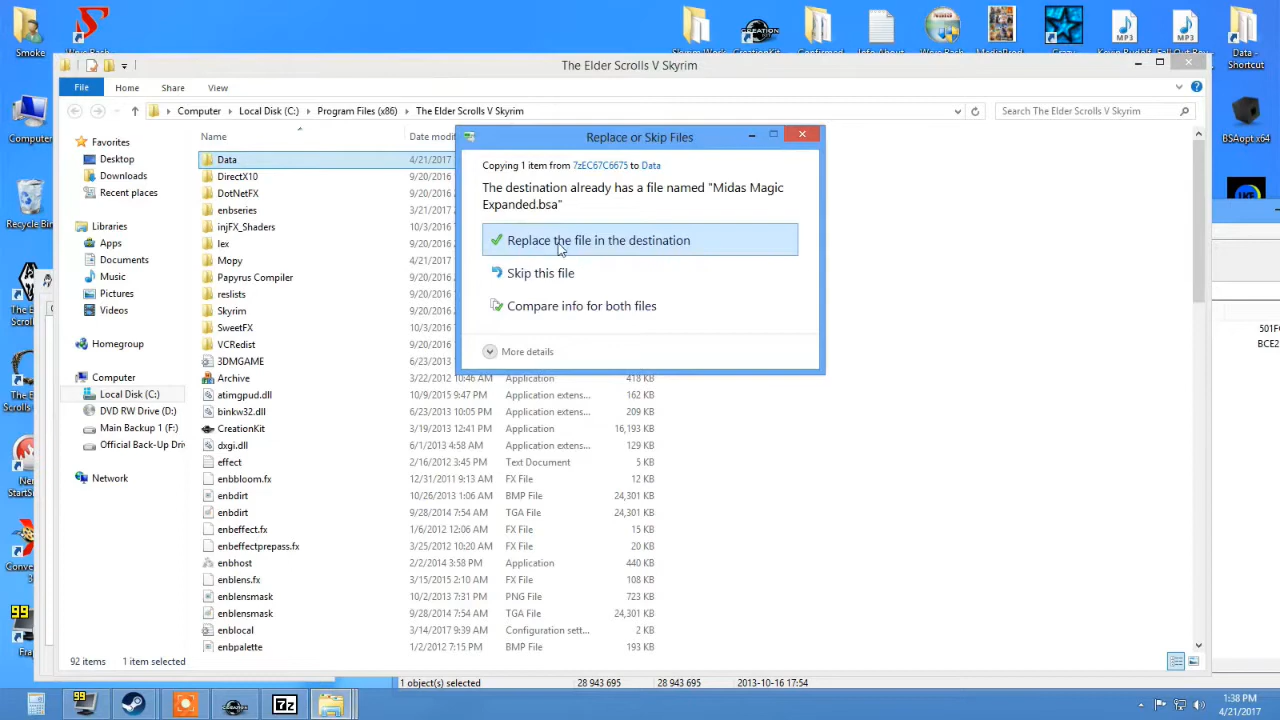 Smoke
CREATION
Data -
Shortcut
The Elder Scrolls V Skyrim
File
Home
Share
View
Computer
Local Disk (C:)
Program Files (x86)
The Elder Scrolls V Skyrim
Search The Elder Scrolls V Skyrim
Computer
BSAopt x64
Recycle Bin
Favorites
Desktop
Downloads
Recent places
Libraries
Apps
Documents
Music
Pictures
Videos
Homegroup
Computer
Local Disk (C:)
DVD RW Drive (D:)
Main Backup 1 (F:)
Official Back-Up Driv
Network
Name
Date modif
Data 4/21/2017
DirectX10 9/20/2016
DotNetFX 9/20/2016
enbseries 3/21/2017
injFX_Shaders 10/3/2016
lex 9/20/2016
Mopy 4/21/2017
Papyrus Compiler 9/20/2016
reslists 9/20/2016
Skyrim 9/20/2016
SweetFX 10/3/2016
VCRedist 9/20/2016
3DMGAME 6/23/2013
Archive 3/22/2012 10:46 AM Application 418 KB
atimgpud.dll 10/9/2015 9:47 PM Application extens... 162 KB
binkw32.dll 6/23/2013 10:05 PM Application extens... 209 KB
CreationKit 3/19/2013 12:41 PM Application 16,193 KB
dxgi.dll 6/1/2013 4:58 AM Application extens... 129 KB
effect 2/16/2012 3:45 PM Text Document 5 KB
enbbloom.fx 12/31/2011 9:13 AM FX File 12 KB
enbdirt 10/26/2013 1:06 AM BMP File 24,301 KB
enbdirt 9/28/2014 7:54 AM TGA File 24,301 KB
enbeffect.fx 1/6/2012 12:06 AM FX File 15 KB
enbeffectprepass.fx 3/25/2012 10:20 AM FX File 20 KB
enbhost 2/2/2014 3:58 PM Application 440 KB
enblens.fx 3/15/2015 2:10 AM FX File 108 KB
enblensmask 10/2/2013 7:31 PM PNG File 723 KB
enblensmask 9/28/2014 7:54 AM TGA File 24,301 KB
enblocal 3/14/2017 9:39 AM Configuration sett... 2 KB
enbpalette 1/2/2012 7:15 PM BMP File 193 KB
Replace or Skip Files
Copying 1 item from 7zEC67C6675 to Data
The destination already has a file named "Midas Magic
Expanded.bsa"
Replace the file in the destination
Skip this file
Compare info for both files
More details
92 items 1 item selected
1 object(s) selected 28 943 695 28 943 695 2013-10-16 17:54
99
7z
1:38 PM
4/21/2017